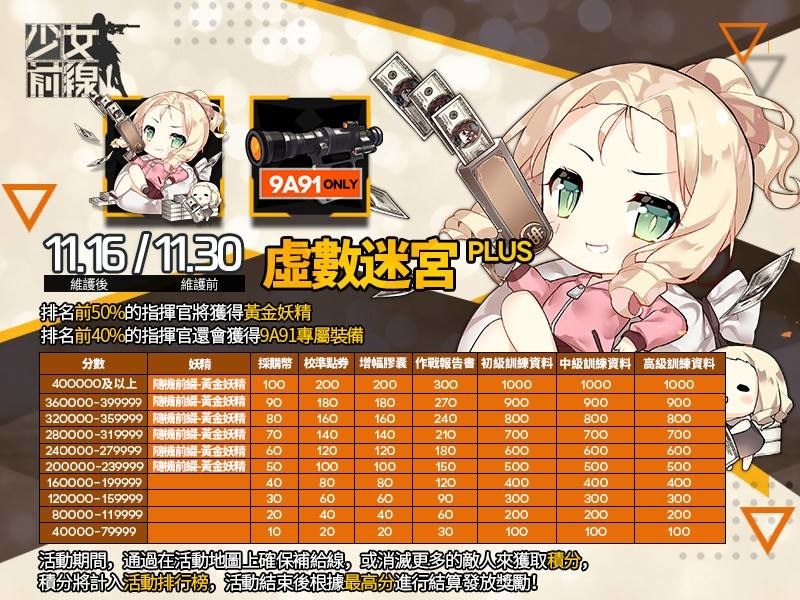 少女
前線
9A91 ONLY
11.16 / 11.30
維護後 維護前
虛數迷宮 PLUS
排名前50%的指揮官將獲得黃金妖精
排名前40%的指揮官還會獲得9A91專屬裝備
分數 妖精 採購幣 校準點券 增幅膠囊 作戰報告書 初級訓練資料 中級訓練資料 高級訓練資料
400000及以上 隨機前綴-黃金妖精 100 200 200 300 1000 1000 1000
360000-399999 隨機前綴-黃金妖精 90 180 180 270 900 900 900
320000-359999 隨機前綴-黃金妖精 80 160 160 240 800 800 800
280000-319999 隨機前綴-黃金妖精 70 140 140 210 700 700 700
240000-279999 隨機前綴-黃金妖精 60 120 120 180 600 600 600
200000-239999 隨機前綴-黃金妖精 50 100 100 150 500 500 500
160000-199999 40 80 80 120 400 400 400
120000-159999 30 60 60 90 300 300 300
80000-119999 20 40 40 60 200 200 200
40000-79999 10 20 20 30 100 100 100
活動期間，通過在活動地圖上確保補給線，或消滅更多的敵人來獲取積分，
積分將計入活動排行榜，活動結束後根據最高分進行結算發放獎勵！